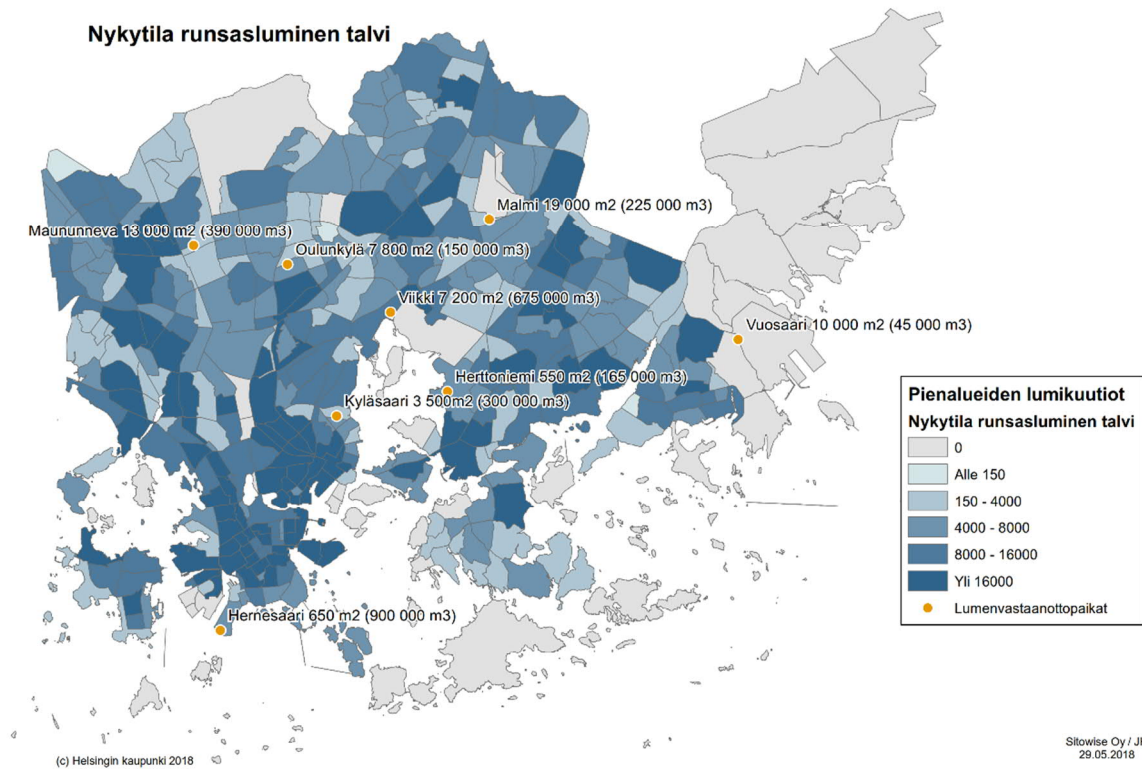 Nykytila runsasluminen talvi
Malmi 19 000 m2 (225 000 m3)
Maununneva 13 000 m2 (390 000 m3)
Oulunkylä 7 800 m2 (150 000 m3)
Viikki 7 200 m2 (675 000 m3)
Vuosaari 10 000 m2 (45 000 m3)
Herttoniemi 550 m2 (165 000 m3)
Kyläsaari 3 500m2 (300 000 m3)
Hernesaari 650 m2 (900 000 m3)
Pienalueiden lumikuutiot
Nykytila runsasluminen talvi
0
Alle 150
150 - 4000
4000 - 8000
8000 - 16000
Yli 16000
Lumenvastaanottopaikat
(c) Helsingin kaupunki 2018
Sitowise Oy /
29.05.2018